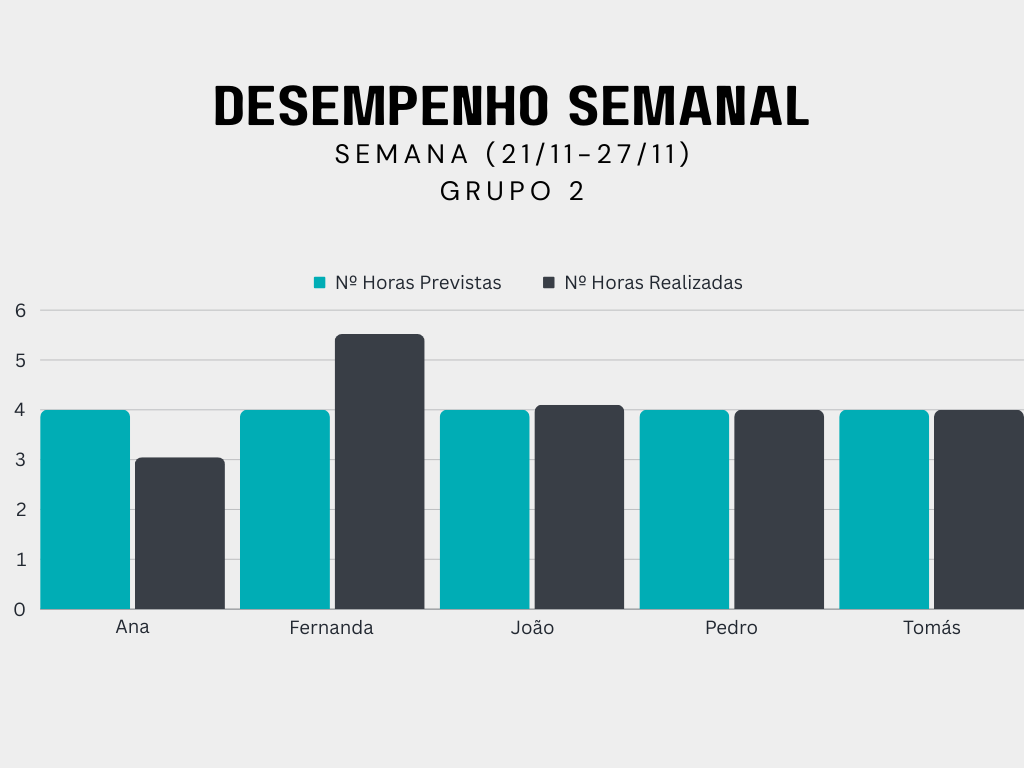 DESEMPENHO SEMANAL
SEMANA (21/11-27/11)
GRUPO 2
Nº Horas Previstas
Nº Horas Realizadas
6
5
4
3
2
1
0
Ana
Fernanda
João
Pedro
Tomás